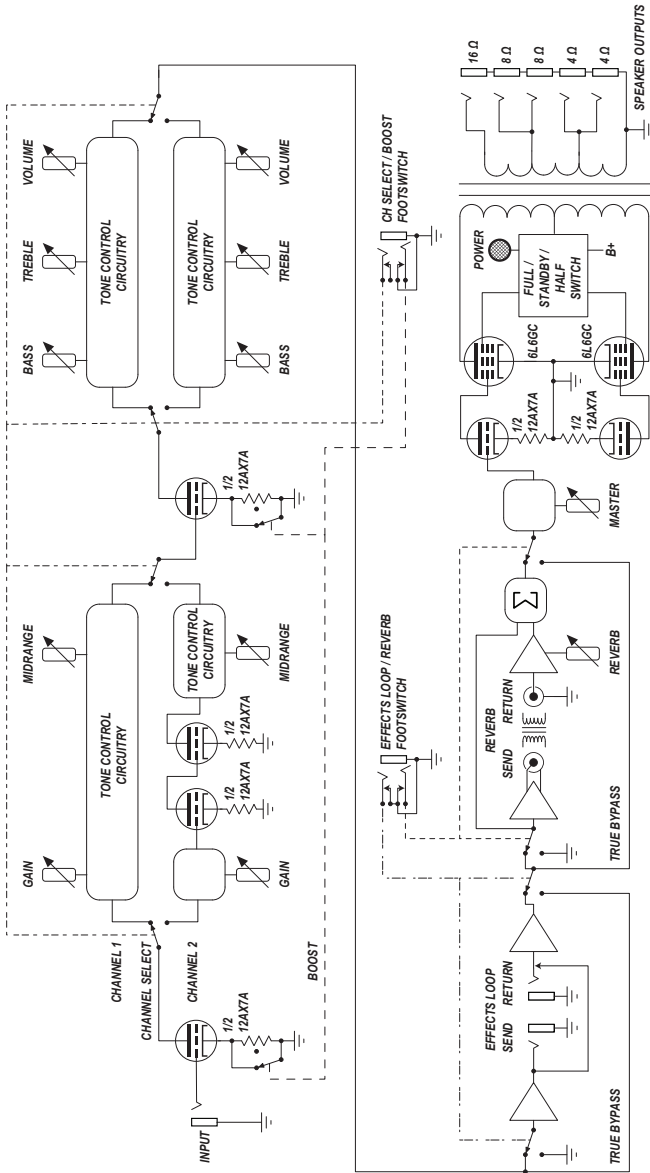 INPUT
1/2
12AX7A
CHANNEL 1
CHANNEL SELECT
CHANNEL 2
BOOST
GAIN
TONE CONTROL
CIRCUITRY
MIDRANGE
GAIN
1/2
12AX7A
1/2
12AX7A
TONE CONTROL
CIRCUITRY
MIDRANGE
1/2
12AX7A
BASS
TREBLE
VOLUME
TONE CONTROL
CIRCUITRY
TONE CONTROL
CIRCUITRY
BASS
TREBLE
VOLUME
EFFECTS LOOP / REVERB
FOOTSWITCH
CH SELECT / BOOST
FOOTSWITCH
TRUE BYPASS
EFFECTS LOOP
SEND
RETURN
TRUE BYPASS
REVERB
SEND
RETURN
REVERB
Σ
MASTER
1/2
12AX7A
1/2
12AX7A
6L6GC
6L6GC
POWER
FULL /
STANDBY /
HALF
SWITCH
B+
16 Ω
8 Ω
8 Ω
4 Ω
4 Ω
SPEAKER OUTPUTS